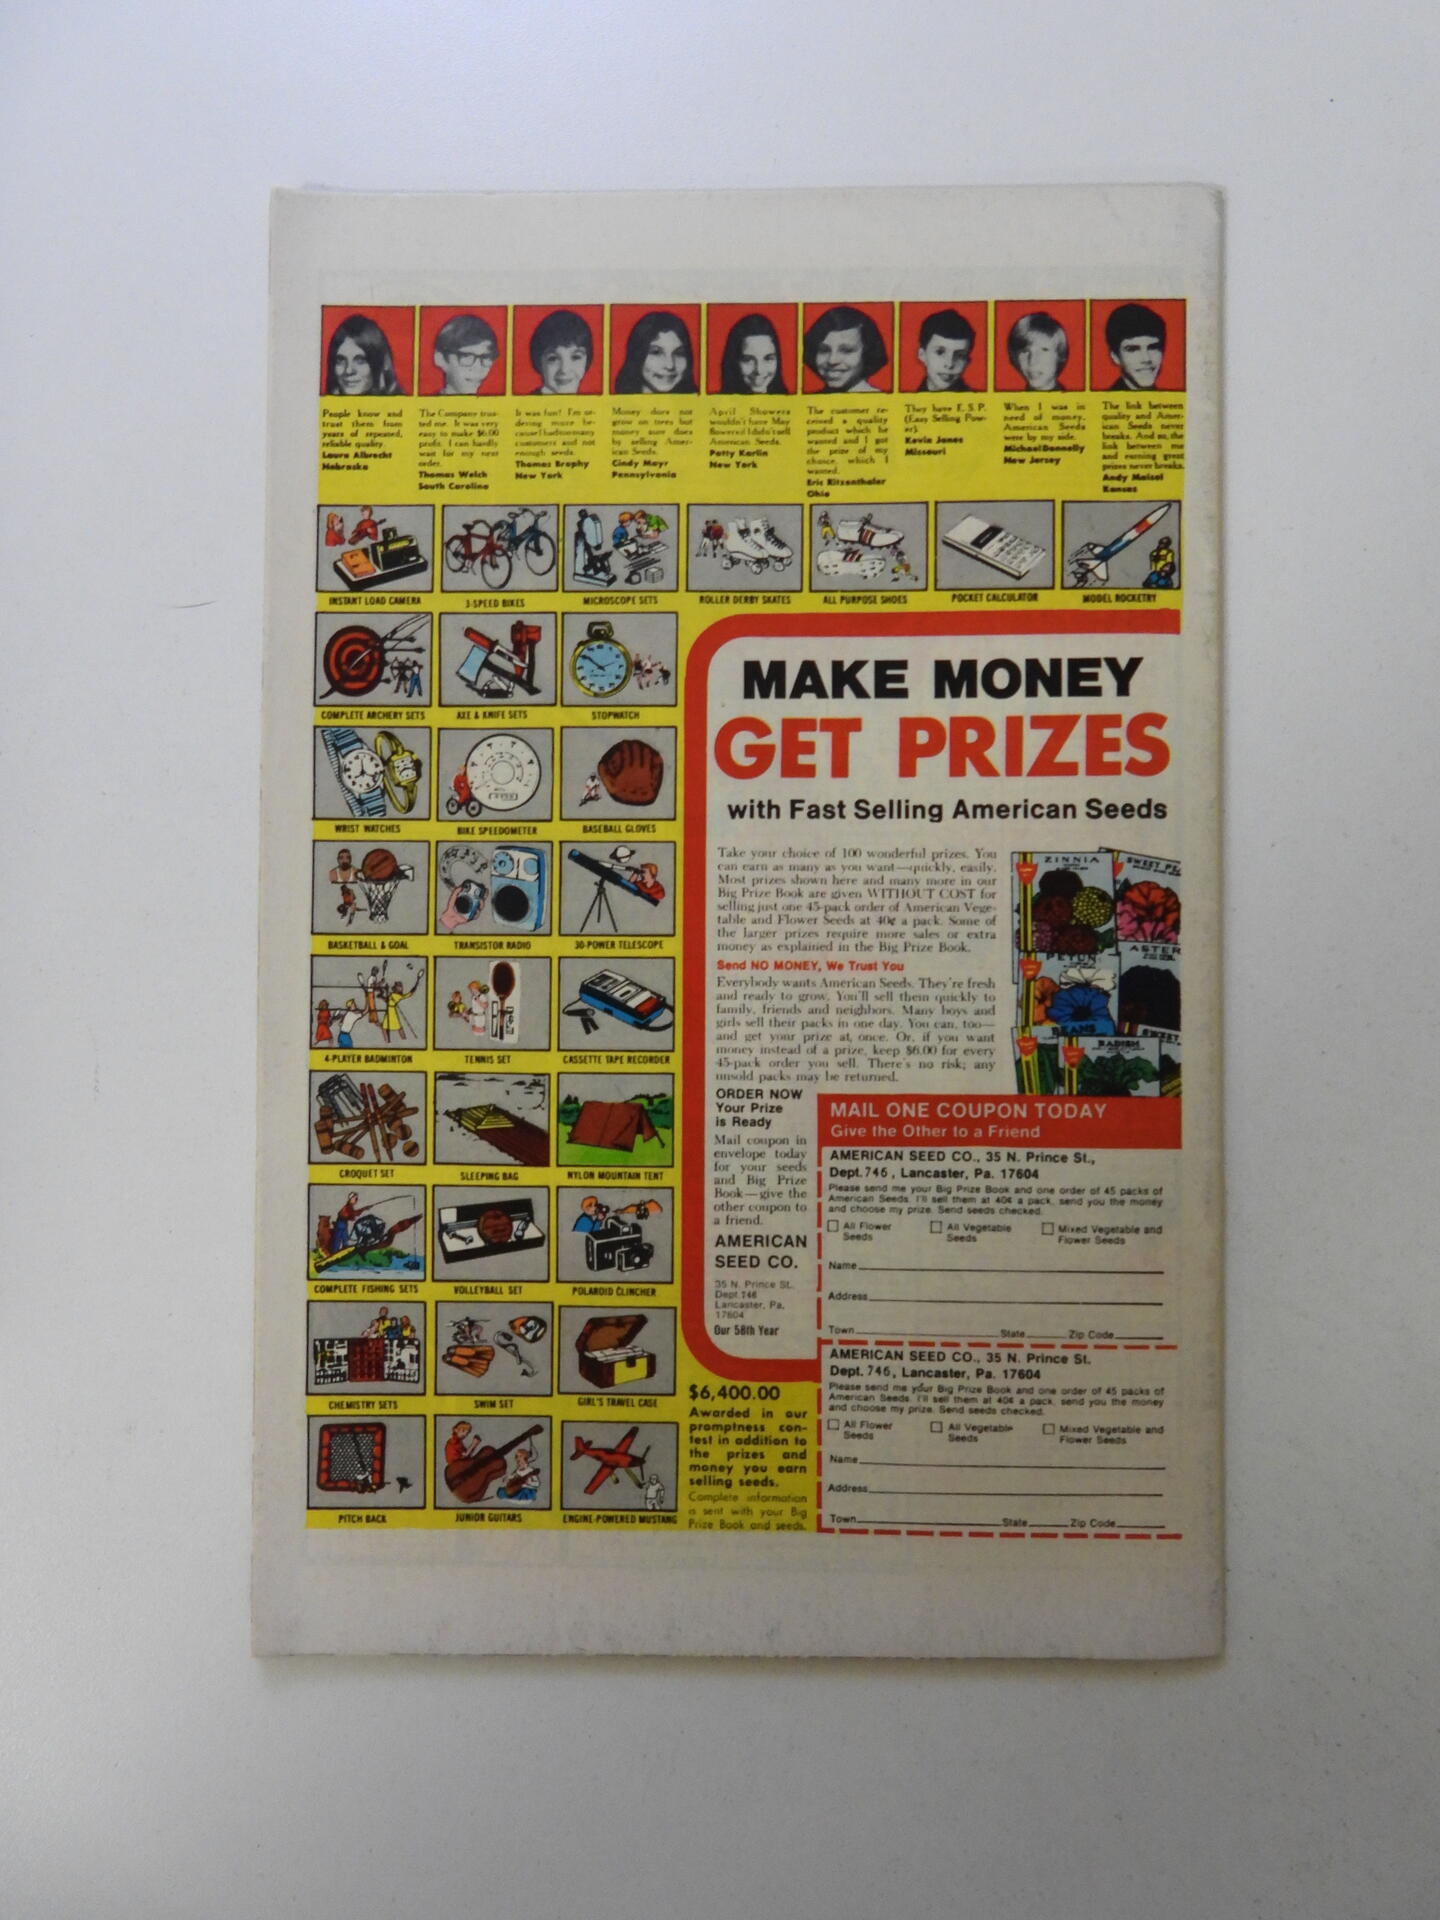 People know and
trust them from
years of repeated,
reliable quality.
Laura Albrecht
Nebraska
The Company trus-
ted me. It was very
easy to make $6.00
profit. I can hardly
wait for my next
order.
Thomas Welch
South Carolina
It was fun! I'm or-
dering more be-
cause I had too many
customers and not
enough seeds.
Thomas Brophy
New York
Money does not
grow on trees but
money sure does
by selling Amer-
ican Seeds.
Cindy Mayr
Pennsylvania
April Showers
wouldn't have May
flowered I didn't sell
American Seeds.
Patty Karlin
New York
The customer re-
ceived a quality
product which he
wanted and I got
the prize of my
choice, which I
wanted.
Eric Ritzenthaler
Ohio
They have E.S.P.
(Easy Selling Pow-
er).
Kevin Jones
Missouri
When I was in
need of money,
American Seeds
were by my side.
Michael Donnelly
New Jersey
The link between
quality and Amer-
ican Seeds never
breaks. And so, the
link between me
and earning great
prizes never breaks.
Andy Maisel
Kansas
INSTANT LOAD CAMERA
3-SPEED BIKES
MICROSCOPE SETS
ROLLER DERBY SKATES
ALL PURPOSE SHOES
POCKET CALCULATOR
MODEL ROCKETRY
COMPLETE ARCHERY SETS
AXE & KNIFE SETS
STOPWATCH
WRIST WATCHES
BIKE SPEEDOMETER
BASEBALL GLOVES
BASKETBALL & GOAL
TRANSISTOR RADIO
30-POWER TELESCOPE
4-PLAYER BADMINTON
TENNIS SET
CASSETTE TAPE RECORDER
CROQUET SET
SLEEPING BAG
NYLON MOUNTAIN TENT
COMPLETE FISHING SETS
VOLLEYBALL SET
POLAROID CLINCHER
CHEMISTRY SETS
SWIM SET
GIRL'S TRAVEL CASE
PITCH BACK
JUNIOR GUITARS
ENGINE-POWERED MUSTANG
MAKE MONEY
GET PRIZES
with Fast Selling American Seeds
Take your choice of 100 wonderful prizes. You
can earn as many as you want—quickly, easily.
Most prizes shown here and many more in our
Big Prize Book are given WITHOUT COST for
selling just one 45-pack order of American Vege-
table and Flower Seeds at 40¢ a pack. Some of
the larger prizes require more sales or extra
money as explained in the Big Prize Book.
Send NO MONEY, We Trust You
Everybody wants American Seeds. They're fresh
and ready to grow. You'll sell them quickly to
family, friends and neighbors. Many boys and
girls sell their packs in one day. You can, too—
and get your prize at once. Or, if you want
money instead of a prize, keep $6.00 for every
45-pack order you sell. There's no risk; any
unsold packs may be returned.
ZINNIA
SWEET PE
ASTER
PETUN
BEANS
SWEET
RADISH
ORDER NOW
Your Prize
is Ready
Mail coupon in
envelope today
for your seeds
and Big Prize
Book—give the
other coupon to
a friend.
AMERICAN
SEED CO.
35 N. Prince St.
Dept. 746
Lancaster, Pa.
17604
Our 58th Year
MAIL ONE COUPON TODAY
Give the Other to a Friend
AMERICAN SEED CO., 35 N. Prince St.,
Dept. 746, Lancaster, Pa. 17604
Please send me your Big Prize Book and one order of 45 packs of
American Seeds. I'll sell them at 40¢ a pack, send you the money
and choose my prize. Send seeds checked.
All Flower Seeds All Vegetable Seeds Mixed Vegetable and Flower Seeds
Name
Address
Town State Zip Code
AMERICAN SEED CO., 35 N. Prince St.
Dept. 746, Lancaster, Pa. 17604
Please send me your Big Prize Book and one order of 45 packs of
American Seeds. I'll sell them at 40¢ a pack, send you the money
and choose my prize. Send seeds checked.
All Flower Seeds All Vegetable Seeds Mixed Vegetable and Flower Seeds
Name
Address
Town State Zip Code
$6,400.00
Awarded in our
promptness con-
test in addition to
the prizes and
money you earn
selling seeds.
Complete information
is sent with your Big
Prize Book and seeds.